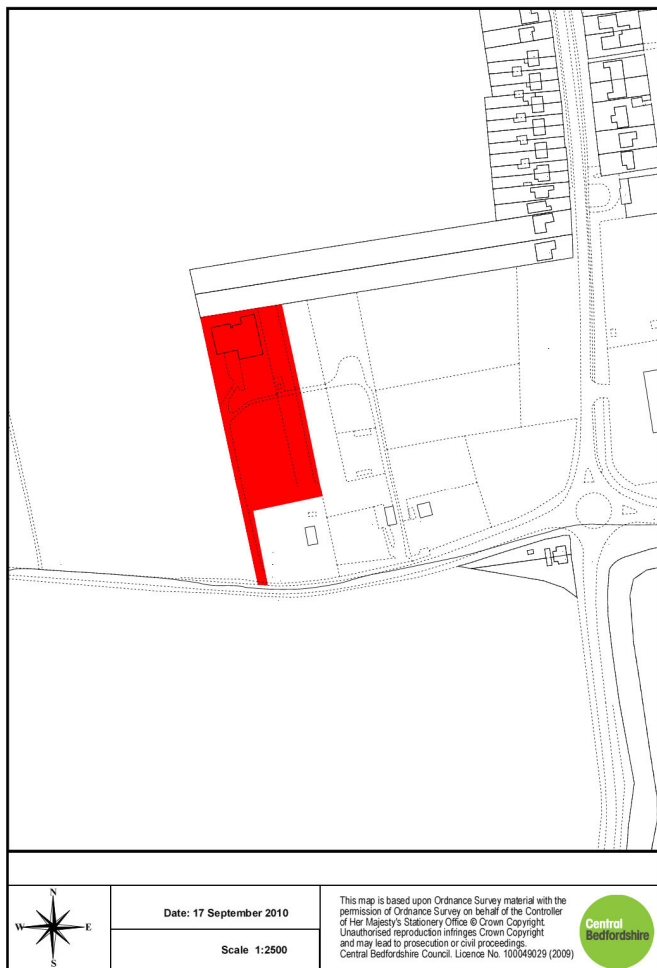 N
W E
S
Date: 17 September 2010
Scale 1:2500
This map is based upon Ordnance Survey material with the
permission of Ordnance Survey on behalf of the Controller
of Her Majesty's Stationery Office © Crown Copyright.
Unauthorised reproduction infringes Crown Copyright
and may lead to prosecution or civil proceedings.
Central Bedfordshire Council. Licence No. 100049029 (2009)
Central
Bedfordshire